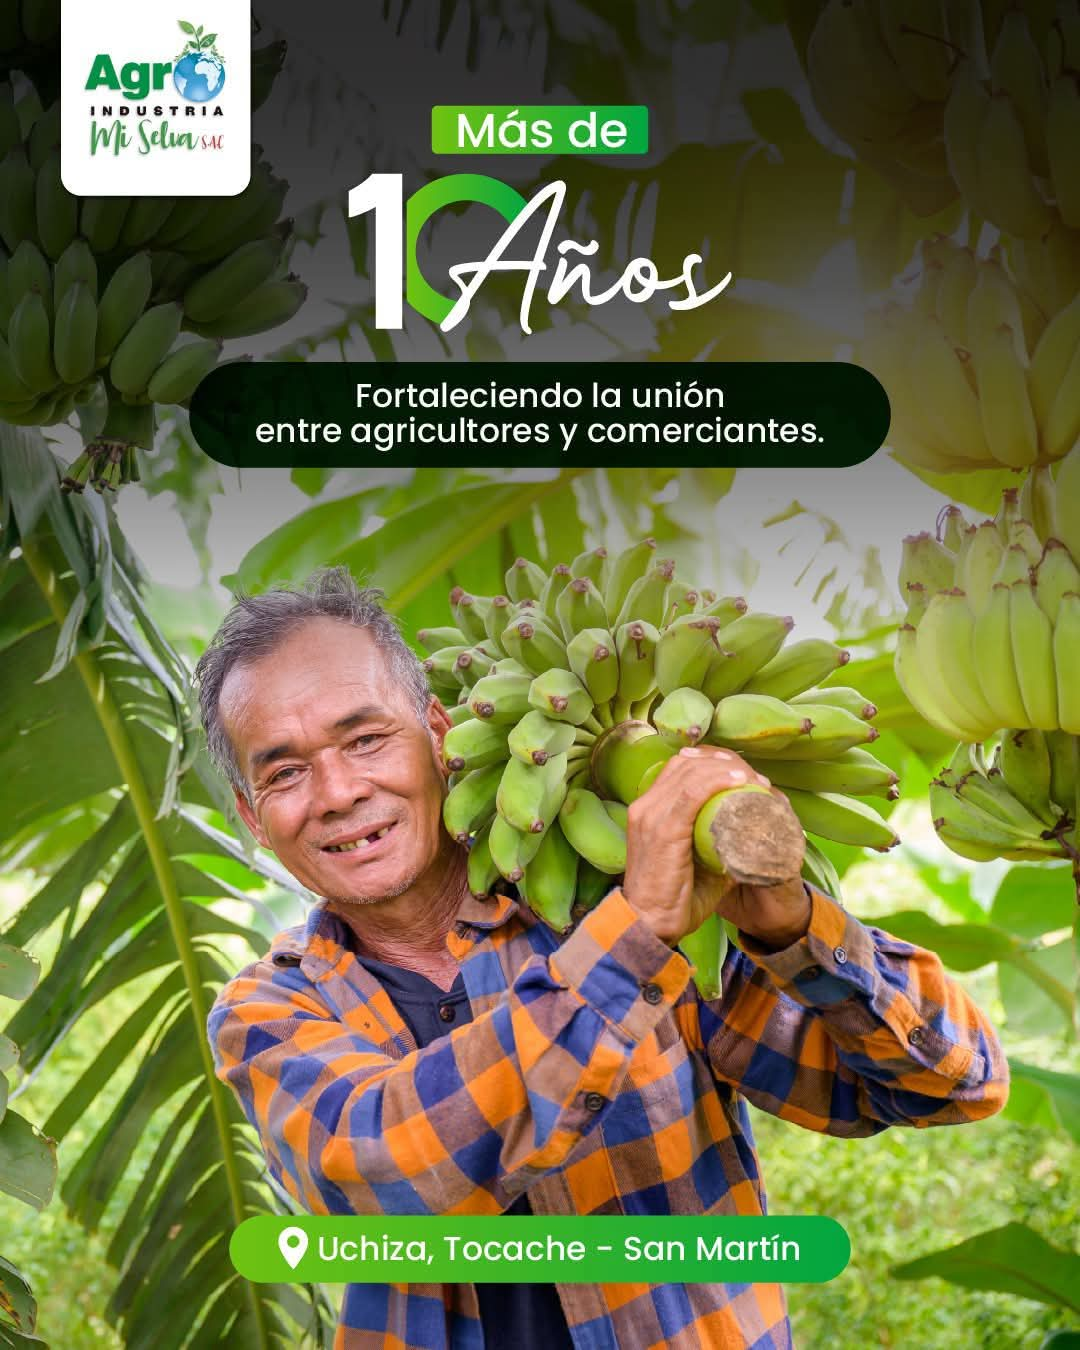 Agro
INDUSTRIA
Mi Selva SAC
Más de
10 Años
Fortaleciendo la unión
entre agricultores y comerciantes.
Uchiza, Tocache - San Martín